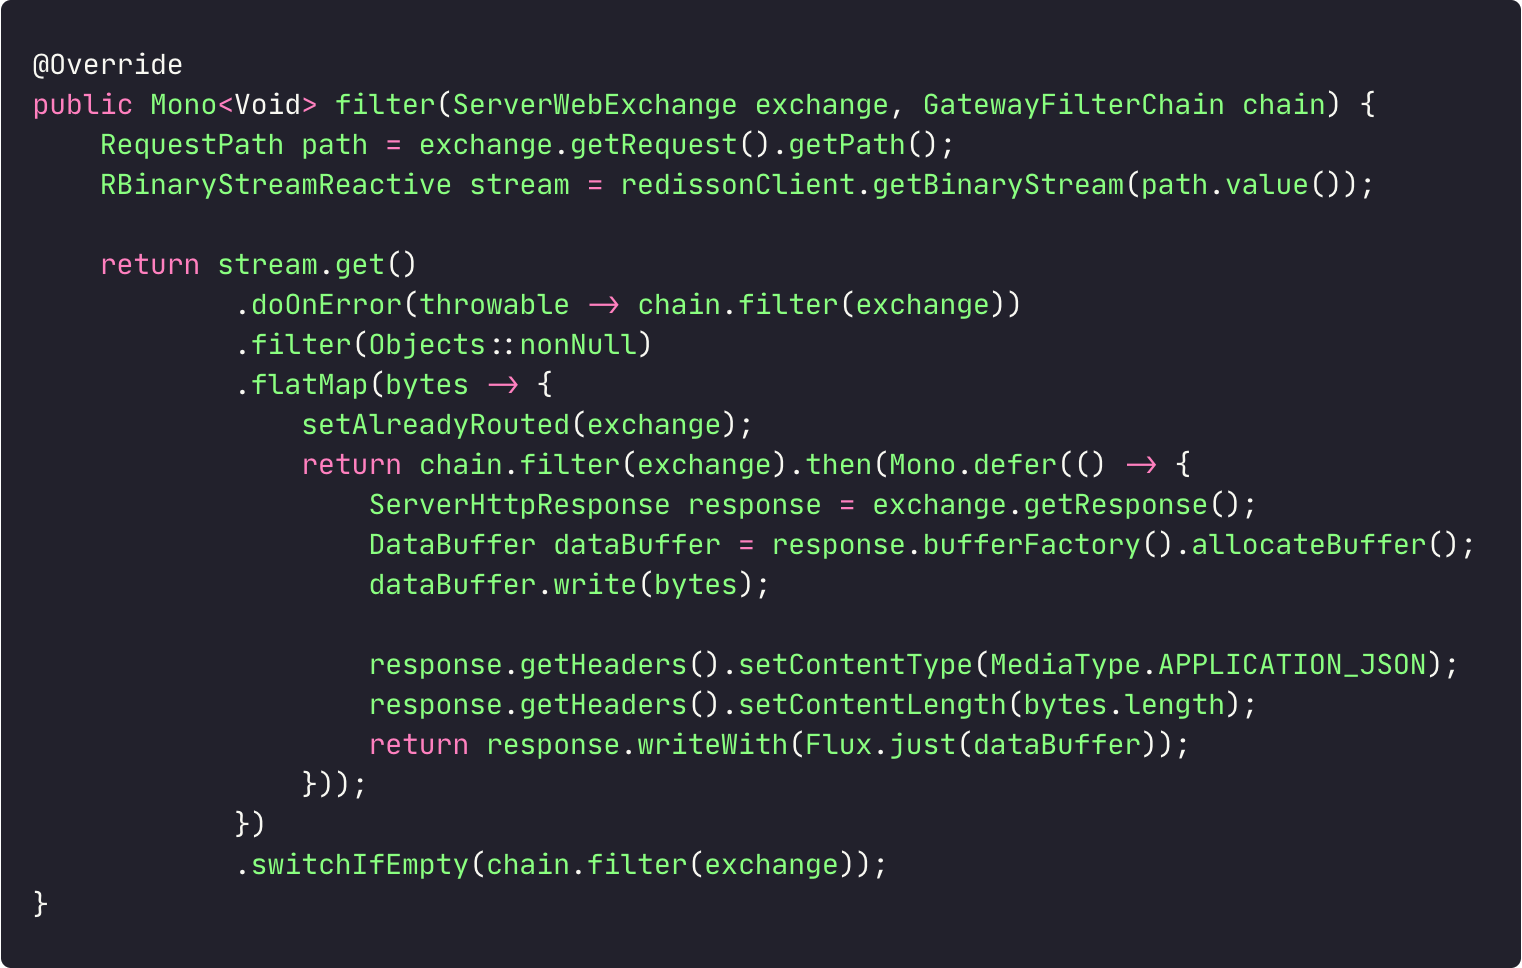 @Override
public Mono<Void> filter(ServerWebExchange exchange, GatewayFilterChain chain) {
    RequestPath path = exchange.getRequest().getPath();
    RBinaryStreamReactive stream = redissonClient.getBinaryStream(path.value());

    return stream.get()
            .doOnError(throwable -> chain.filter(exchange))
            .filter(Objects::nonNull)
            .flatMap(bytes -> {
                setAlreadyRouted(exchange);
                return chain.filter(exchange).then(Mono.defer(() -> {
                    ServerHttpResponse response = exchange.getResponse();
                    DataBuffer dataBuffer = response.bufferFactory().allocateBuffer();
                    dataBuffer.write(bytes);

                    response.getHeaders().setContentType(MediaType.APPLICATION_JSON);
                    response.getHeaders().setContentLength(bytes.length);
                    return response.writeWith(Flux.just(dataBuffer));
                }));
            })
            .switchIfEmpty(chain.filter(exchange));
}